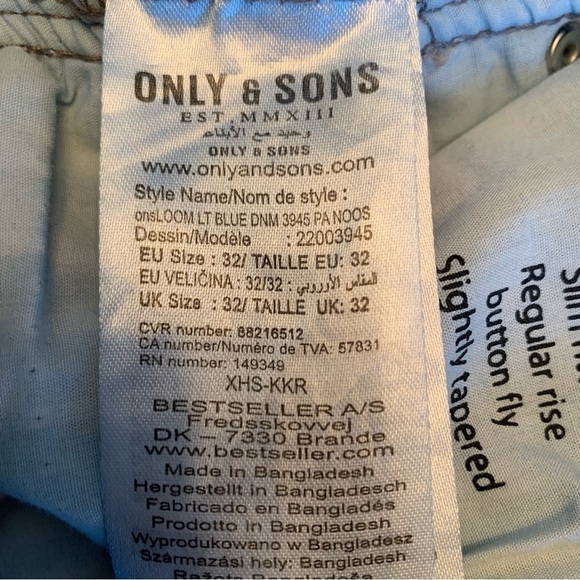 ONLY & SONS
EST. MMXIII
وحيد مع الأبناء
ONLY & SONS
www.onlyandsons.com
Style Name/Nom de style :
onsLOOM LT BLUE DNM 3945 PA NOOS
Dessin/Modèle : 22003945
EU Size : 32/ TAILLE EU: 32
EU VELIČINA : 32/32 : المقاس الأوروبي
UK Size : 32/ TAILLE UK: 32
CVR number: 88216512
CA number/Numéro de TVA: 57831
RN number: 149349
XHS-KKR
BESTSELLER A/S
Fredsskovvej
DK – 7330 Brande
www.bestseller.com
Made in Bangladesh
Hergestellt in Bangladesch
Fabricado en Bangladés
Prodotto in Bangladesh
Wyprodukowano w Bangladesz
Származási hely: Banglades
Regular rise
button fly
Slightly tapered